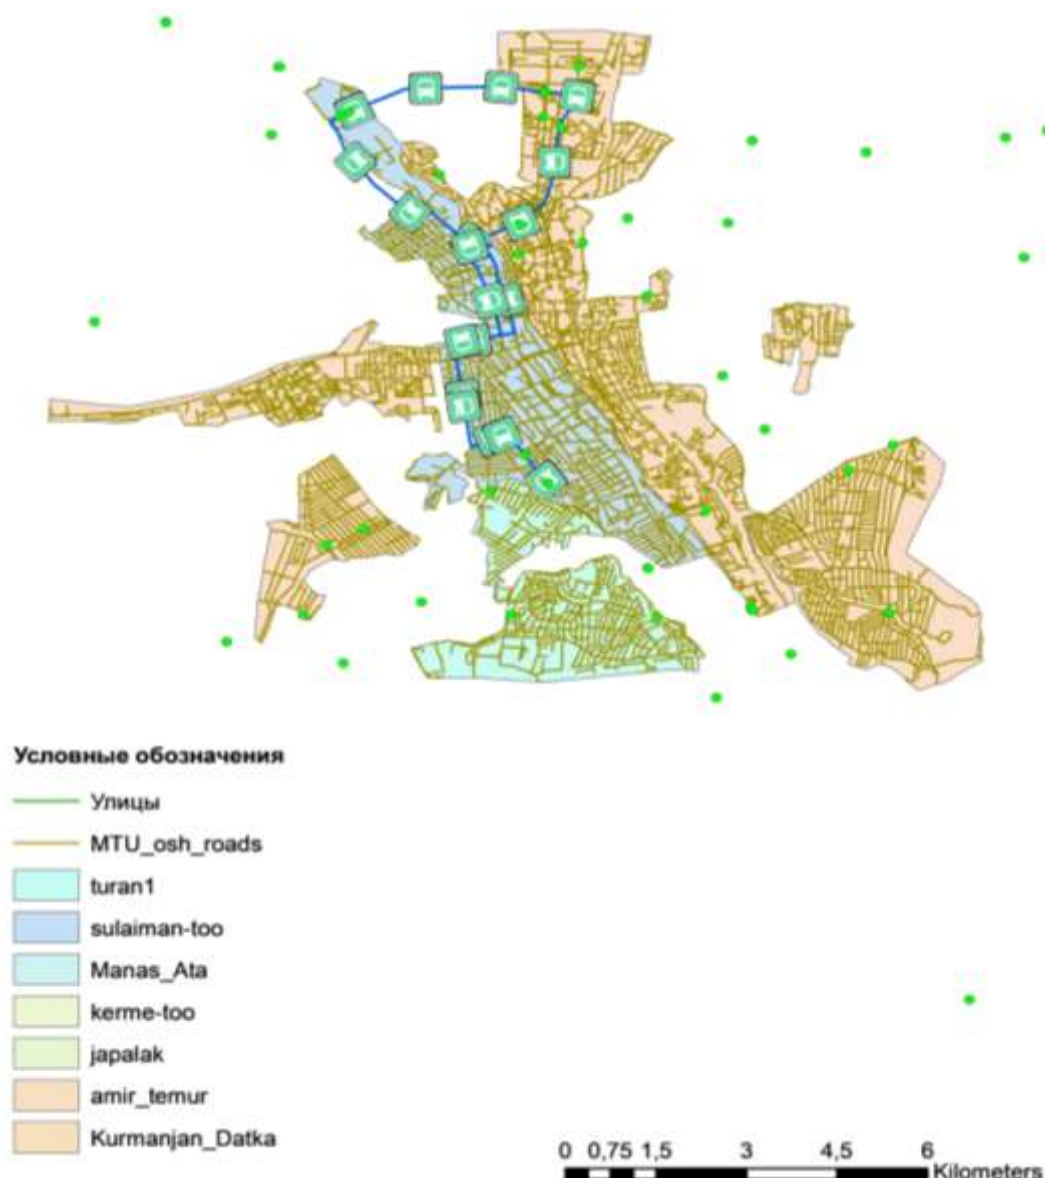 Условные обозначения
Улицы
MTU_osh_roads
turan1
sulaiman-too
Manas_Ata
kerme-too
japalak
amir_temur
Kurmanjan_Datka
0 0,75 1,5 3 4,5 6
Kilometers